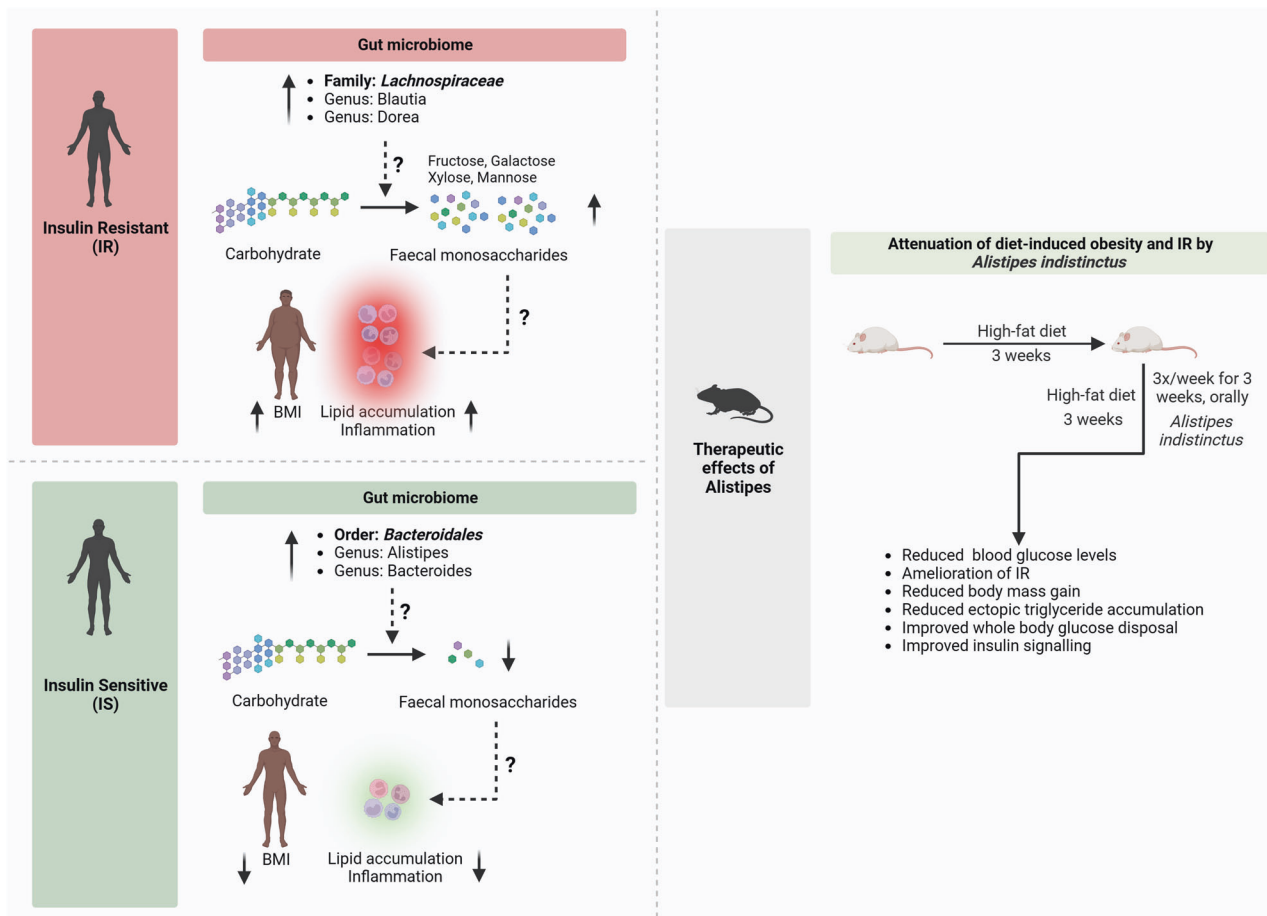 Insulin Resistant
(IR)
Gut microbiome
• Family: Lachnospiraceae
• Genus: Blautia
• Genus: Dorea
?
Fructose, Galactose
Xylose, Mannose
Carbohydrate
Faecal monosaccharides
?
BMI
Lipid accumulation
Inflammation
Insulin Sensitive
(IS)
Gut microbiome
• Order: Bacteroidales
• Genus: Alistipes
• Genus: Bacteroides
?
Carbohydrate
Faecal monosaccharides
?
BMI
Lipid accumulation
Inflammation
Therapeutic
effects of
Alistipes
Attenuation of diet-induced obesity and IR by
Alistipes indistinctus
High-fat diet
3 weeks
High-fat diet
3 weeks
3x/week for 3
weeks, orally
Alistipes
indistinctus
• Reduced blood glucose levels
• Amelioration of IR
• Reduced body mass gain
• Reduced ectopic triglyceride accumulation
• Improved whole body glucose disposal
• Improved insulin signalling